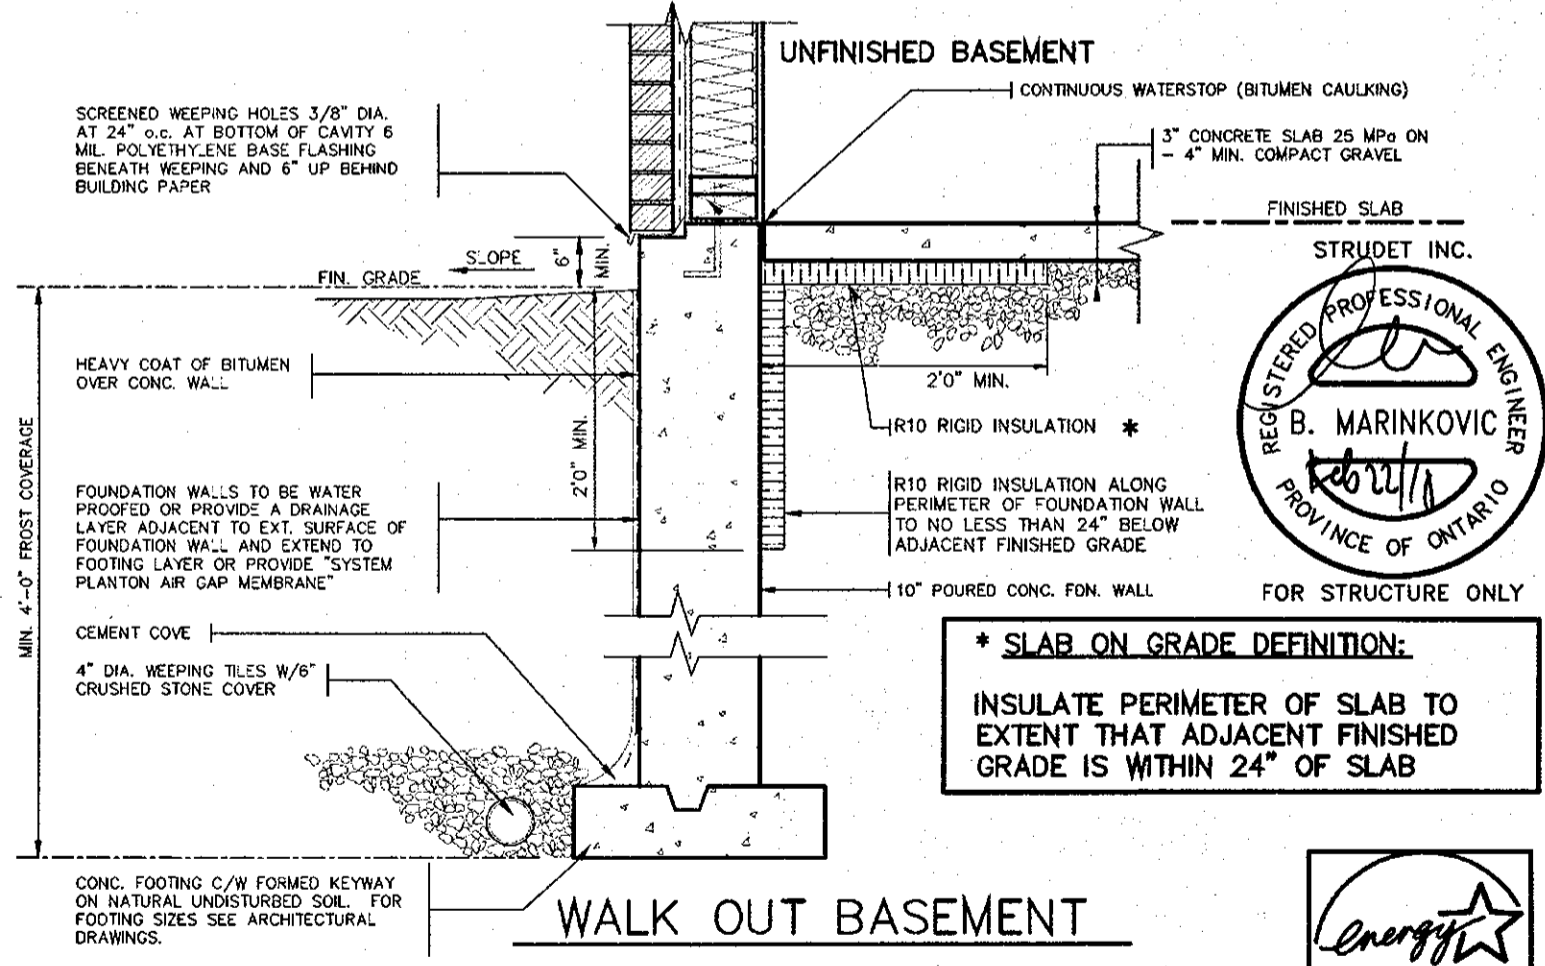 UNFINISHED BASEMENT
CONTINUOUS WATERSTOP (BITUMEN CAULKING)
SCREENED WEEPING HOLES 3/8" DIA.
AT 24" o.c. AT BOTTOM OF CAVITY 6
MIL. POLYETHYLENE BASE FLASHING
BENEATH WEEPING AND 6" UP BEHIND
BUILDING PAPER
3" CONCRETE SLAB 25 MPa ON
- 4" MIN. COMPACT GRAVEL
FINISHED SLAB
SLOPE
6"
MIN.
FIN. GRADE
STRUDET INC.
REGISTERED PROFESSIONAL ENGINEER
B. MARINKOVIC
Feb 22/18
PROVINCE OF ONTARIO
FOR STRUCTURE ONLY
HEAVY COAT OF BITUMEN
OVER CONC. WALL
2'0" MIN.
2'0" MIN.
R10 RIGID INSULATION *
MIN. 4'-0" FROST COVERAGE
FOUNDATION WALLS TO BE WATER
PROOFED OR PROVIDE A DRAINAGE
LAYER ADJACENT TO EXT. SURFACE OF
FOUNDATION WALL AND EXTEND TO
FOOTING LAYER OR PROVIDE "SYSTEM
PLANTON AIR GAP MEMBRANE"
R10 RIGID INSULATION ALONG
PERIMETER OF FOUNDATION WALL
TO NO LESS THAN 24" BELOW
ADJACENT FINISHED GRADE
10" POURED CONC. FON. WALL
CEMENT COVE
4" DIA. WEEPING TILES W/6"
CRUSHED STONE COVER
* SLAB ON GRADE DEFINITION:
INSULATE PERIMETER OF SLAB TO
EXTENT THAT ADJACENT FINISHED
GRADE IS WITHIN 24" OF SLAB
CONC. FOOTING C/W FORMED KEYWAY
ON NATURAL UNDISTURBED SOIL. FOR
FOOTING SIZES SEE ARCHITECTURAL
DRAWINGS.
WALK OUT BASEMENT
energy